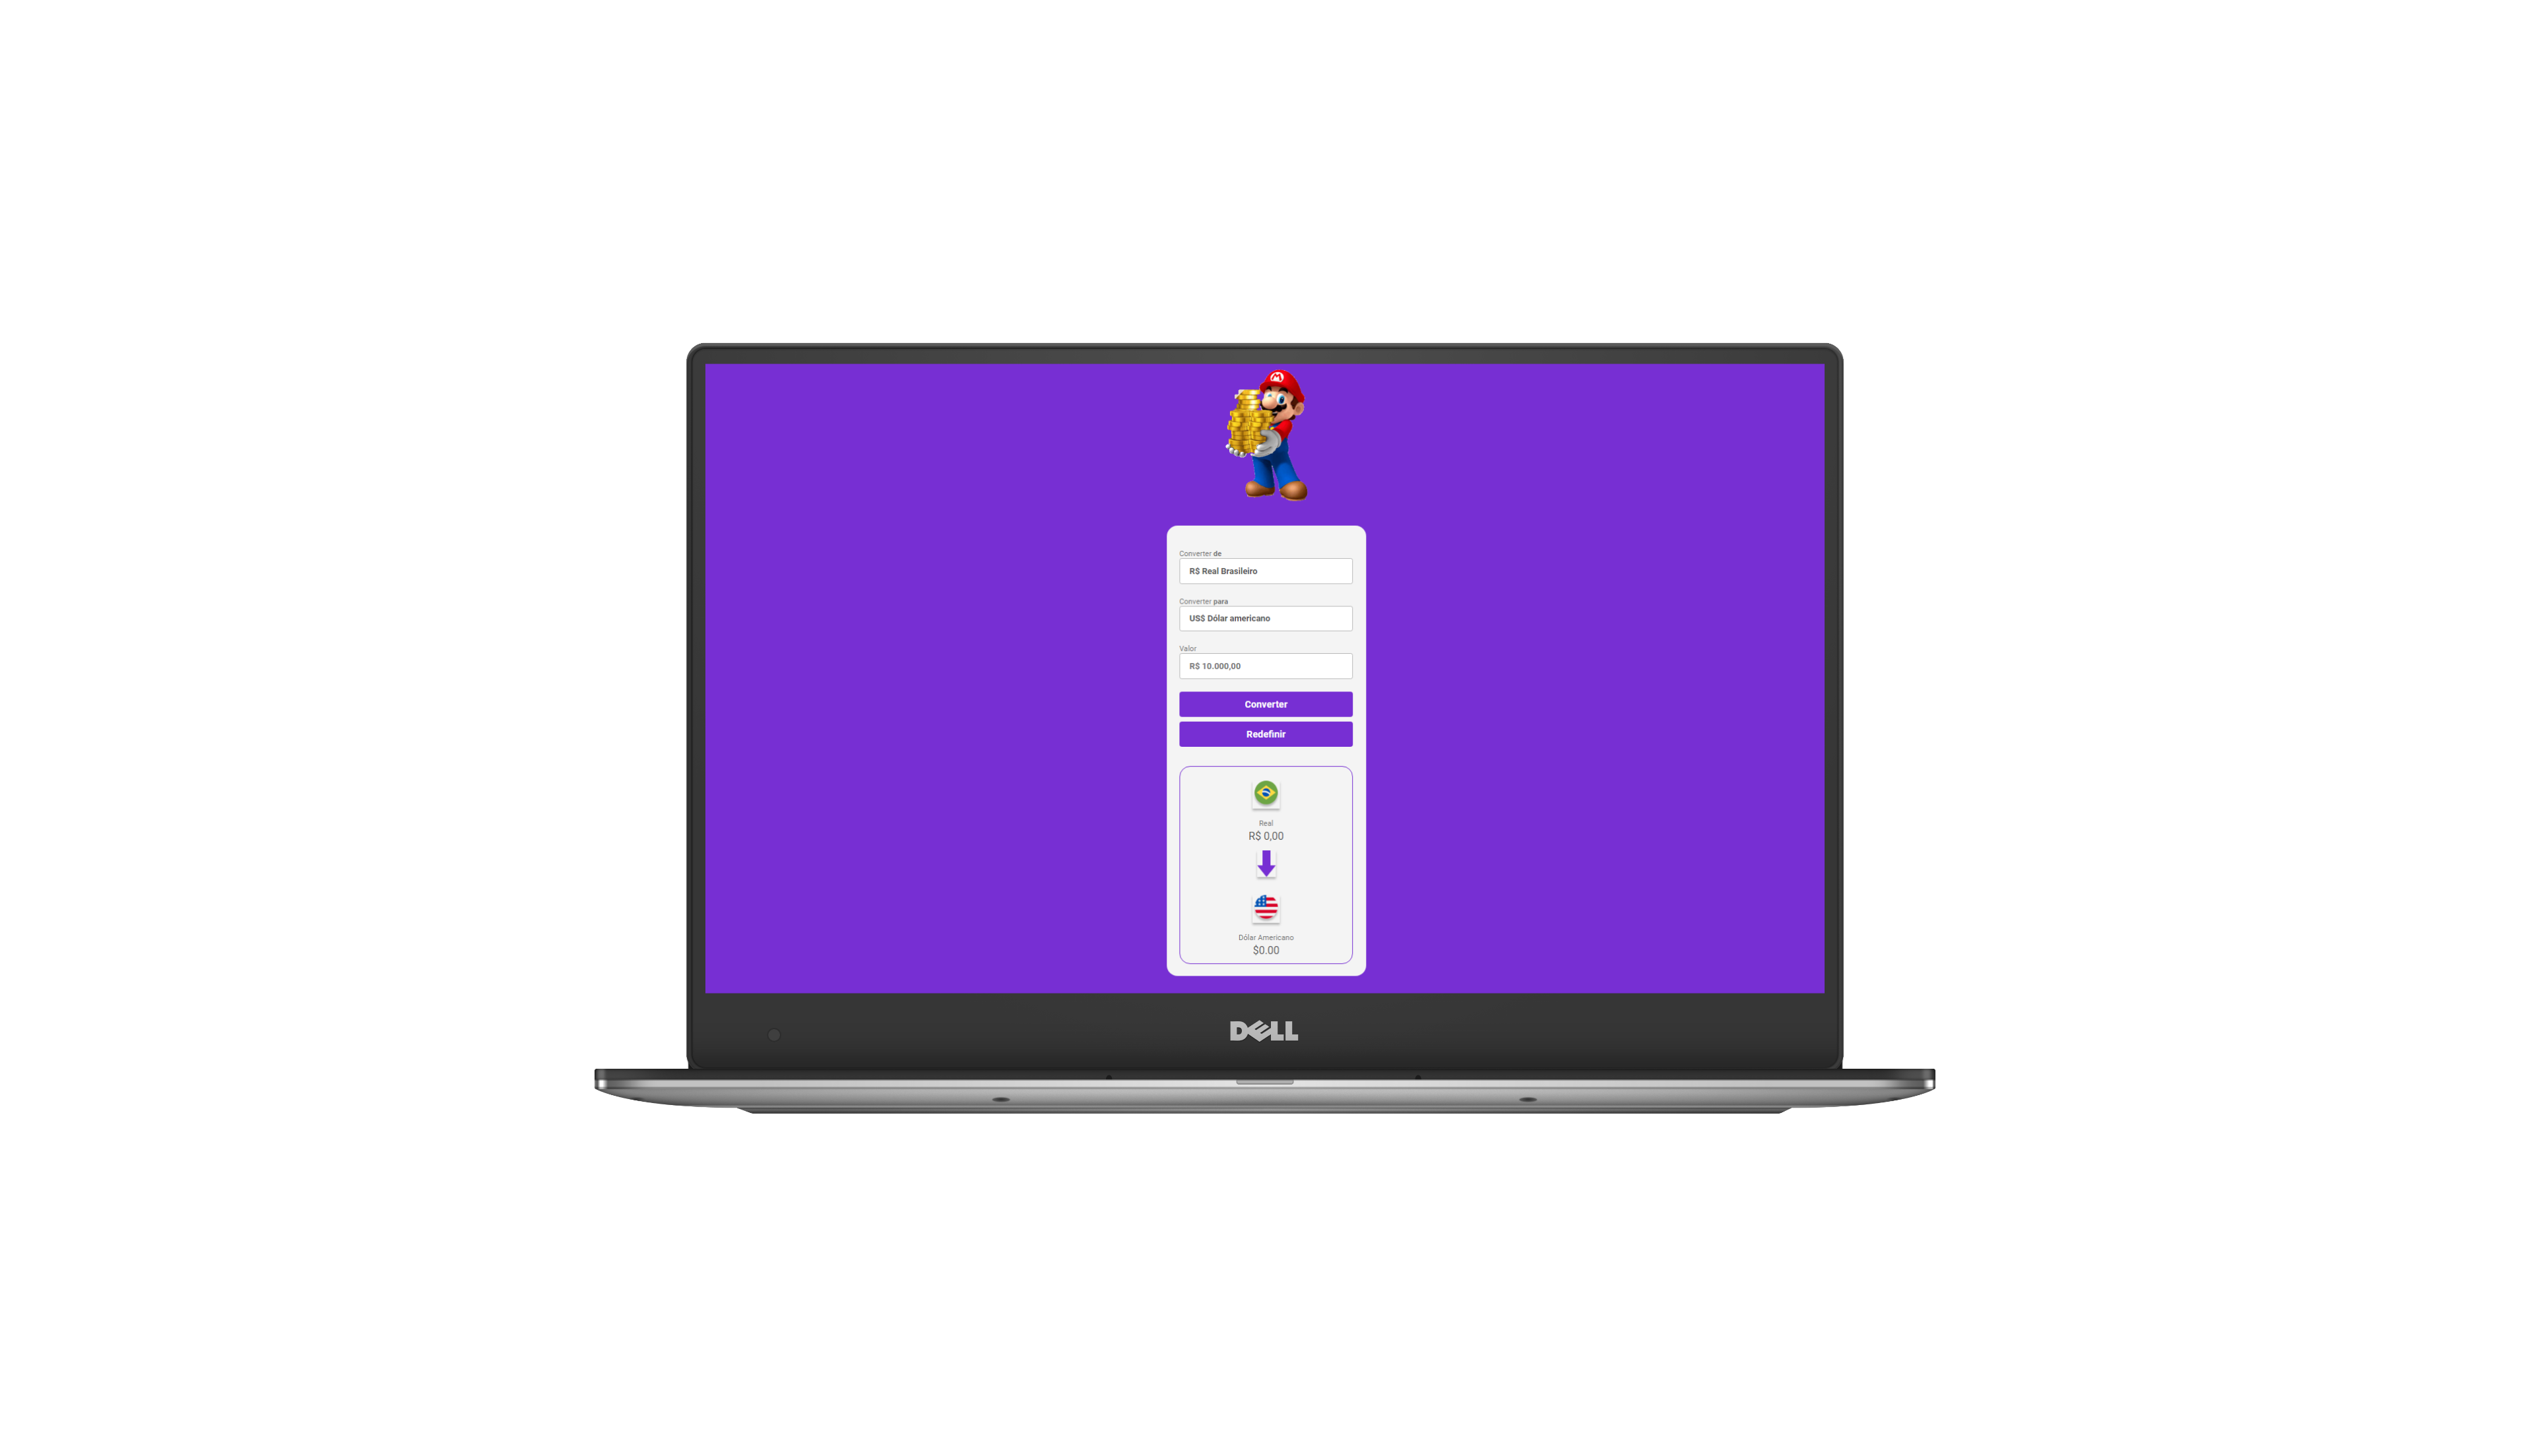 M
Converter de
R$ Real Brasileiro
Converter para
US$ Dólar americano
Valor
R$ 10.000,00
Converter
Redefinir
Real
R$ 0,00
Dólar Americano
$0.00
DELL